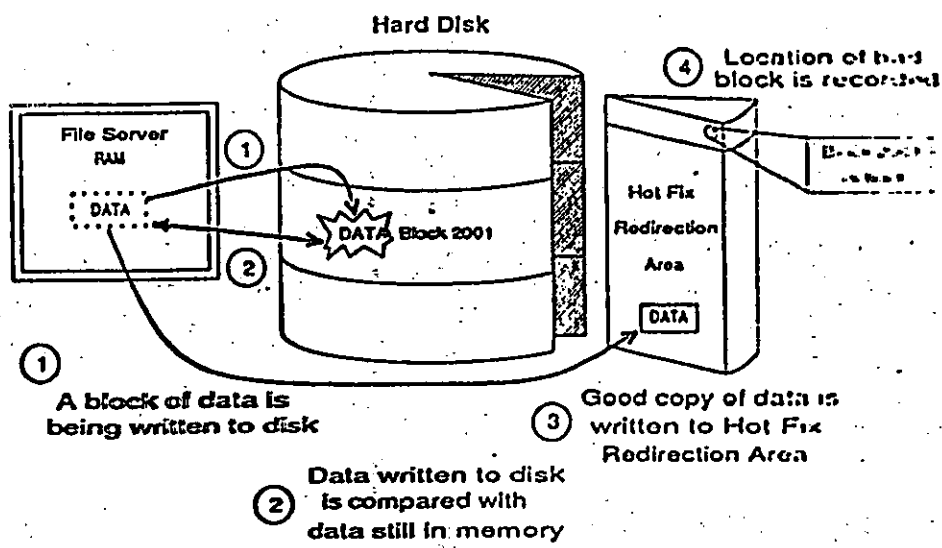 Hard Disk
4
Location of bad
block is recorded
File Server
RAM
1
DATA
Hot Fix
DATA Block 2001
Redirection
2
Area
DATA
1
A block of data is
being written to disk
3
Good copy of data is
written to Hot Fix
Redirection Area
2
Data written to disk
is compared with
data still in memory